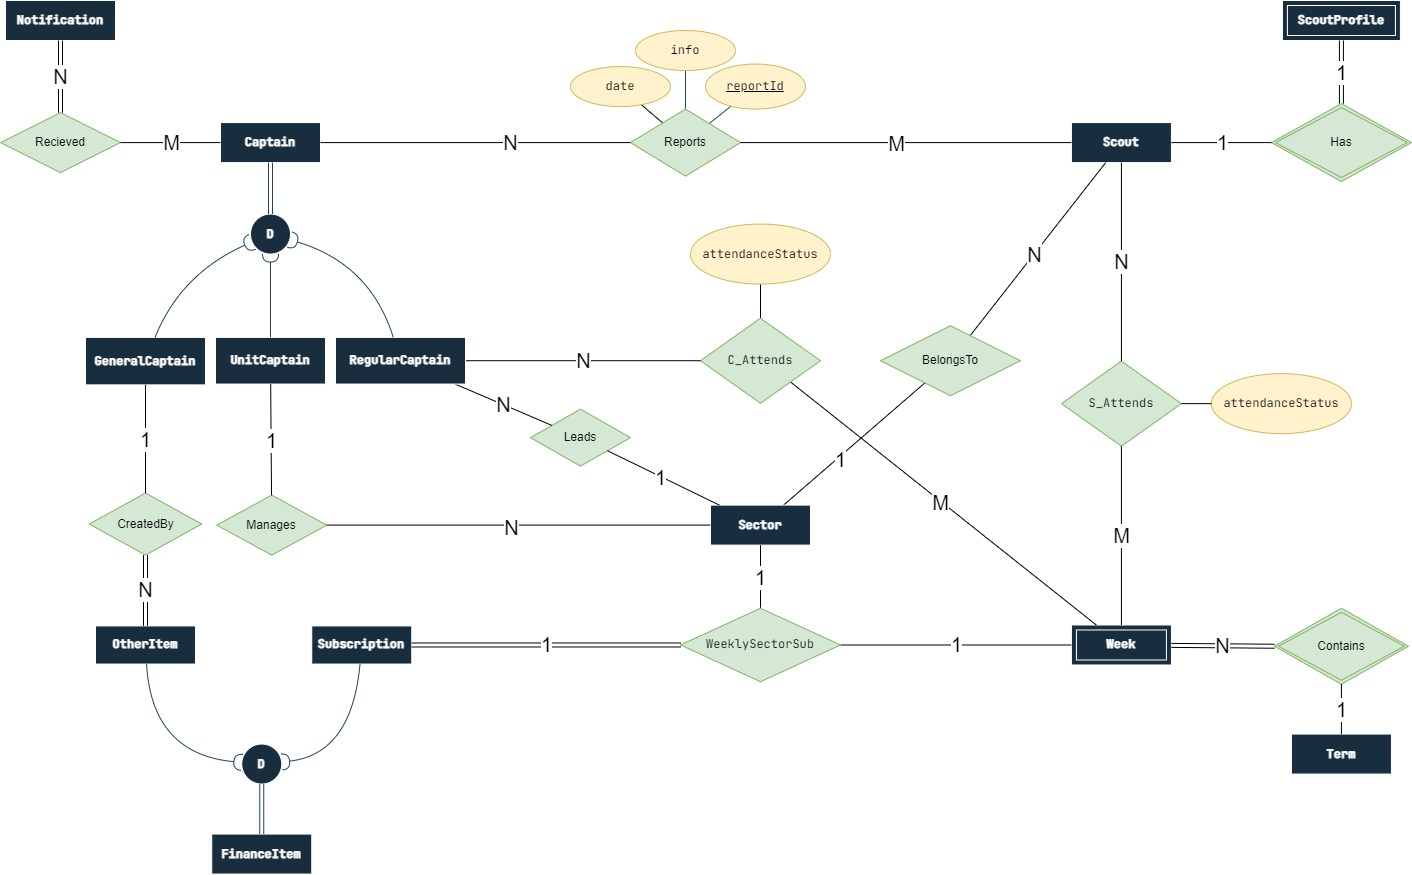 Notification
ScoutProfile
info
date
reportId
N
1
Recieved
M
Captain
N
Reports
M
Scout
1
Has
D
attendanceStatus
N
N
GeneralCaptain
UnitCaptain
RegularCaptain
N
C_Attends
BelongsTo
N
S_Attends
attendanceStatus
1
1
Leads
1
1
M
CreatedBy
Manages
N
Sector
M
N
1
OtherItem
Subscription
1
WeeklySectorSub
1
Week
N
Contains
1
D
Term
FinanceItem